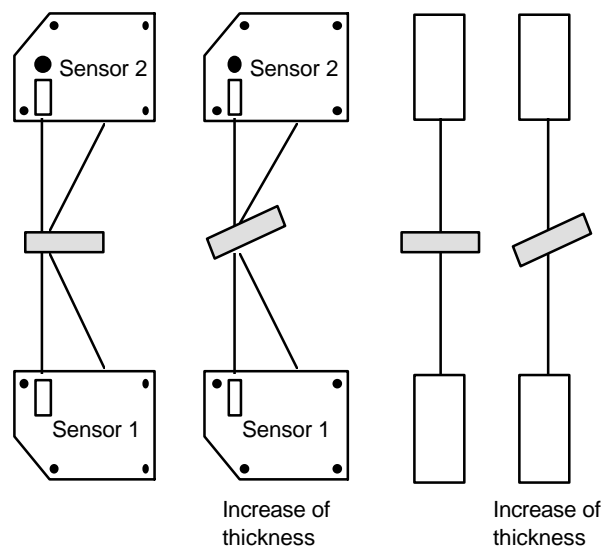 Sensor 2
Sensor 2
Sensor 1
Sensor 1
Increase of
thickness
Increase of
thickness